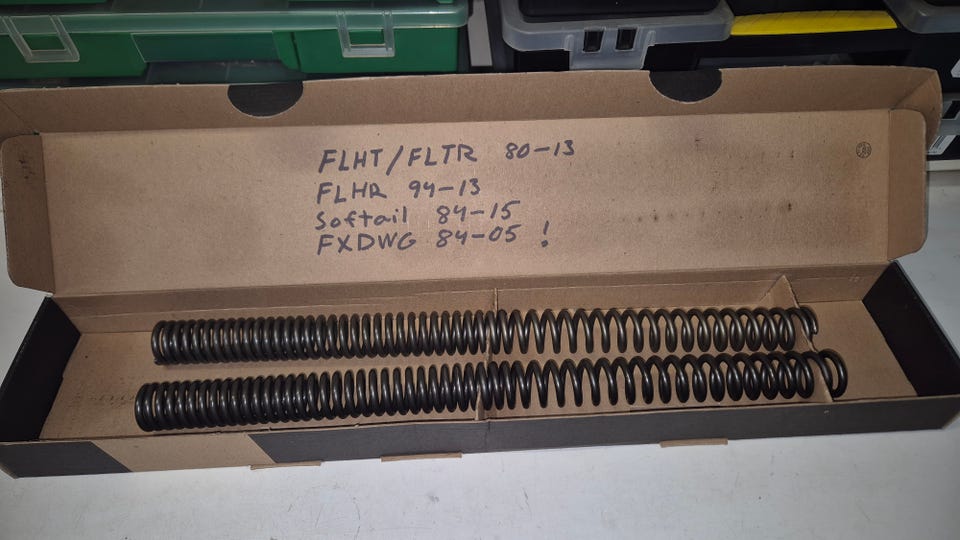 FLHT/FLTR 80-13
FLHR 94-13
Softail 84-15
FXDWG 84-05 !